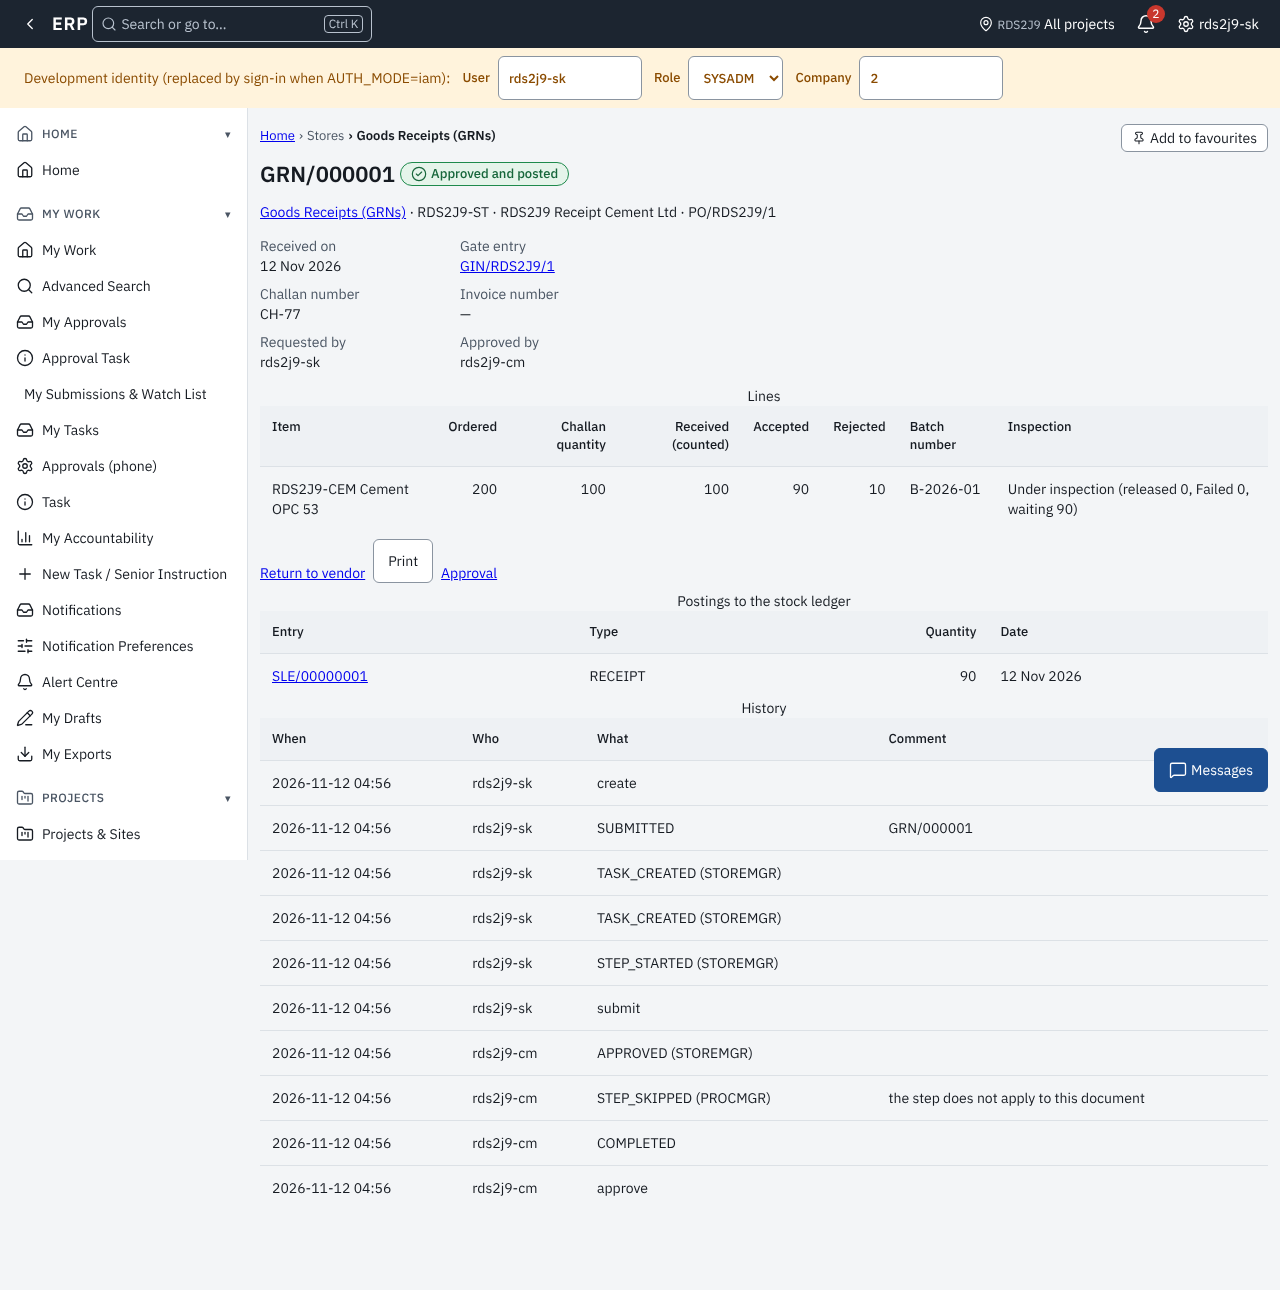 ERP
Search or go to...
Ctrl K
RDS2J9 All projects
2
rds2j9-sk
Development identity (replaced by sign-in when AUTH_MODE=iam):
User
rds2j9-sk
Role
SYSADM
Company
2
HOME
Home
MY WORK
My Work
Advanced Search
My Approvals
Approval Task
My Submissions & Watch List
My Tasks
Approvals (phone)
Task
My Accountability
New Task / Senior Instruction
Notifications
Notification Preferences
Alert Centre
My Drafts
My Exports
PROJECTS
Projects & Sites
Home › Stores › Goods Receipts (GRNs)
Add to favourites
GRN/000001
Approved and posted
Goods Receipts (GRNs) · RDS2J9-ST · RDS2J9 Receipt Cement Ltd · PO/RDS2J9/1
Received on
12 Nov 2026
Gate entry
GIN/RDS2J9/1
Challan number
CH-77
Invoice number
—
Requested by
rds2j9-sk
Approved by
rds2j9-cm
Lines
Item
Ordered
Challan
quantity
Received
(counted)
Accepted
Rejected
Batch
number
Inspection
RDS2J9-CEM Cement
OPC 53
200
100
100
90
10
B-2026-01
Under inspection (released 0, Failed 0,
waiting 90)
Return to vendor
Print
Approval
Postings to the stock ledger
Entry
Type
Quantity
Date
SLE/00000001
RECEIPT
90
12 Nov 2026
History
When
Who
What
Comment
Messages
2026-11-12 04:56
rds2j9-sk
create
2026-11-12 04:56
rds2j9-sk
SUBMITTED
GRN/000001
2026-11-12 04:56
rds2j9-sk
TASK_CREATED (STOREMGR)
2026-11-12 04:56
rds2j9-sk
TASK_CREATED (STOREMGR)
2026-11-12 04:56
rds2j9-sk
STEP_STARTED (STOREMGR)
2026-11-12 04:56
rds2j9-sk
submit
2026-11-12 04:56
rds2j9-cm
APPROVED (STOREMGR)
2026-11-12 04:56
rds2j9-cm
STEP_SKIPPED (PROCMGR)
the step does not apply to this document
2026-11-12 04:56
rds2j9-cm
COMPLETED
2026-11-12 04:56
rds2j9-cm
approve